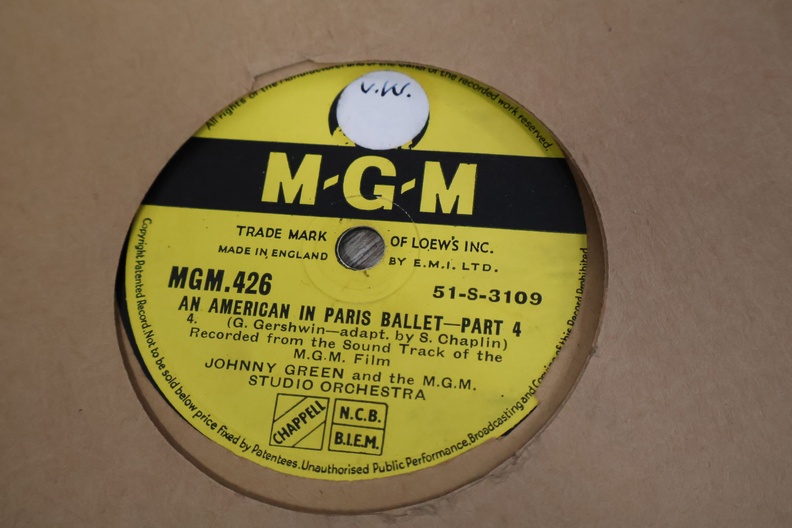 All rights of the manufacturer and of the owner of the recorded work reserved.
V.W.
M-G-M
TRADE MARK OF LOEW'S INC.
MADE IN ENGLAND BY E.M.I. LTD.
MGM.426
51-S-3109
AN AMERICAN IN PARIS BALLET—PART 4
4. (G. Gershwin—adapt. by S. Chaplin)
Recorded from the Sound Track of the
M.G.M. Film
JOHNNY GREEN and the M.G.M.
STUDIO ORCHESTRA
CHAPPELL
N.C.B.
B.I.E.M.
Copyright Patented Record. Not to be sold below price fixed by Patentees. Unauthorised Public Performance, Broadcasting and of this Record Prohibited